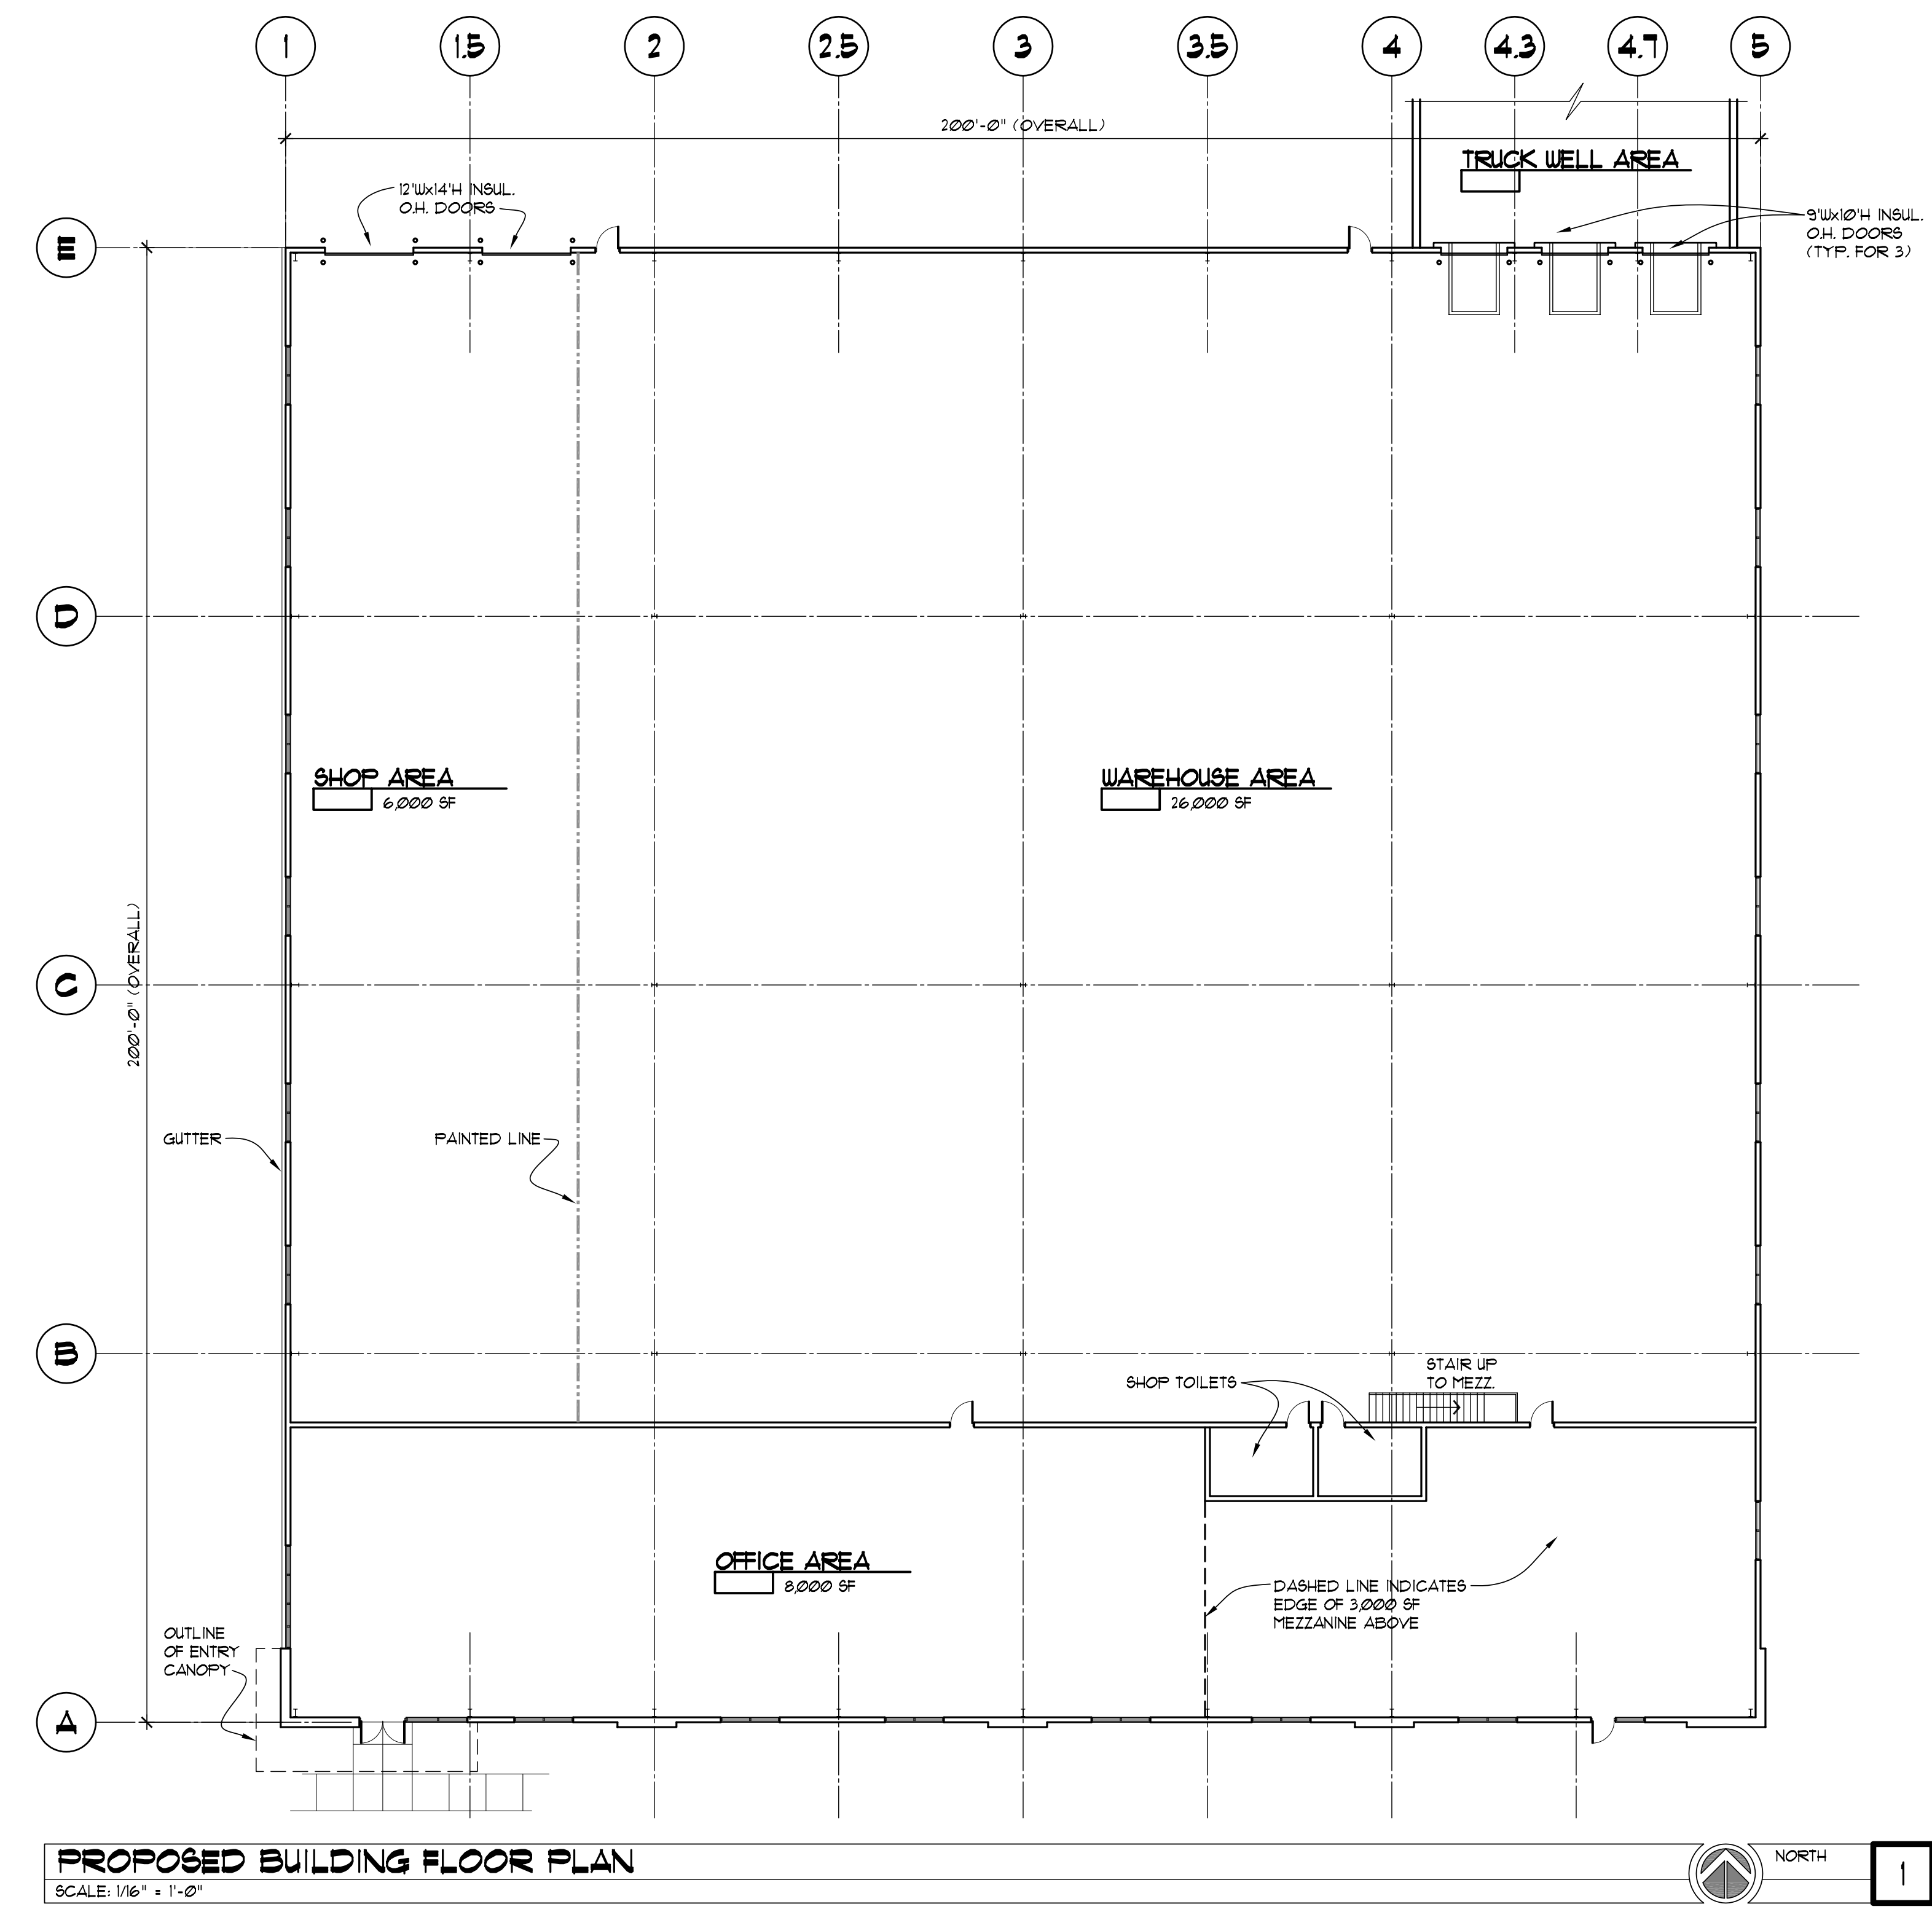 1 1.5 2 2.5 3 3.5 4 4.3 4.7 5
200'-0" (OVERALL)
TRUCK WELL AREA
12'Wx14'H INSUL.
O.H. DOORS
9'Wx10'H INSUL.
O.H. DOORS
(TYP. FOR 3)
E
D
SHOP AREA
6,000 SF
WAREHOUSE AREA
26,000 SF
200'-0" (OVERALL)
C
GUTTER
PAINTED LINE
B
SHOP TOILETS
STAIR UP
TO MEZZ.
OFFICE AREA
8,000 SF
DASHED LINE INDICATES
EDGE OF 3,000 SF
MEZZANINE ABOVE
OUTLINE
OF ENTRY
CANOPY
A
PROPOSED BUILDING FLOOR PLAN
SCALE: 1/16" = 1'-0"
NORTH
1